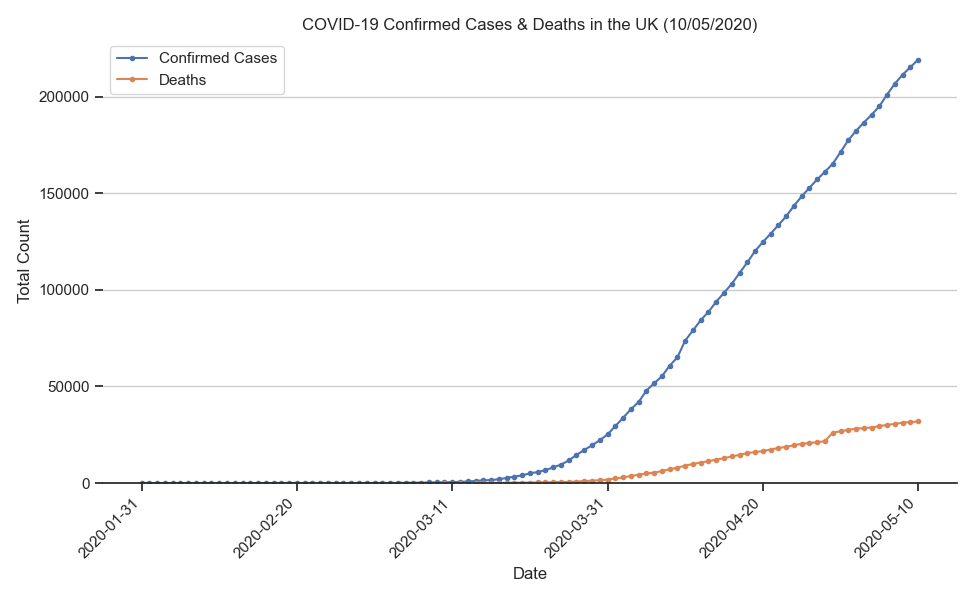 COVID-19 Confirmed Cases & Deaths in the UK (10/05/2020)
Confirmed Cases
Deaths
200000
150000
100000
50000
0
Total Count
2020-01-31
2020-02-20
2020-03-11
2020-03-31
2020-04-20
2020-05-10
Date